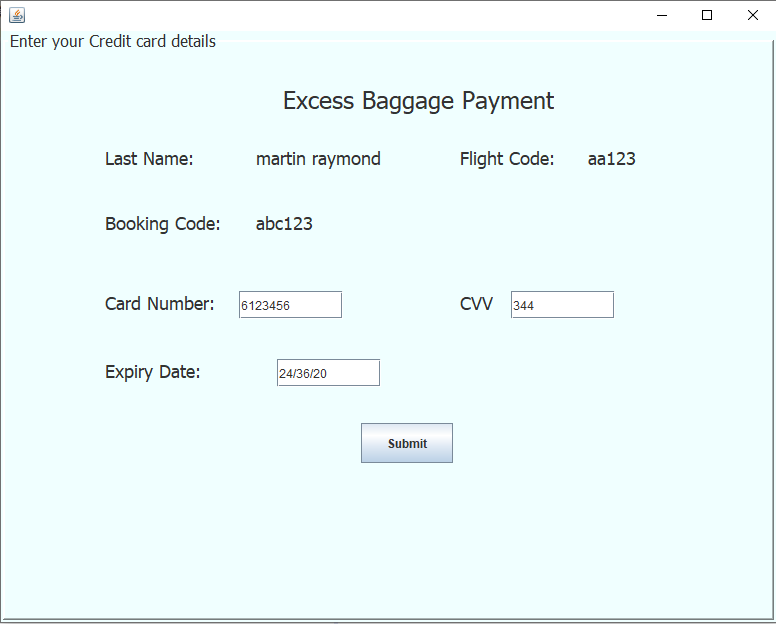 Enter your Credit card details
Excess Baggage Payment
Last Name: martin raymond Flight Code: aa123
Booking Code: abc123
Card Number: 6123456 CVV 344
Expiry Date: 24/36/20
Submit